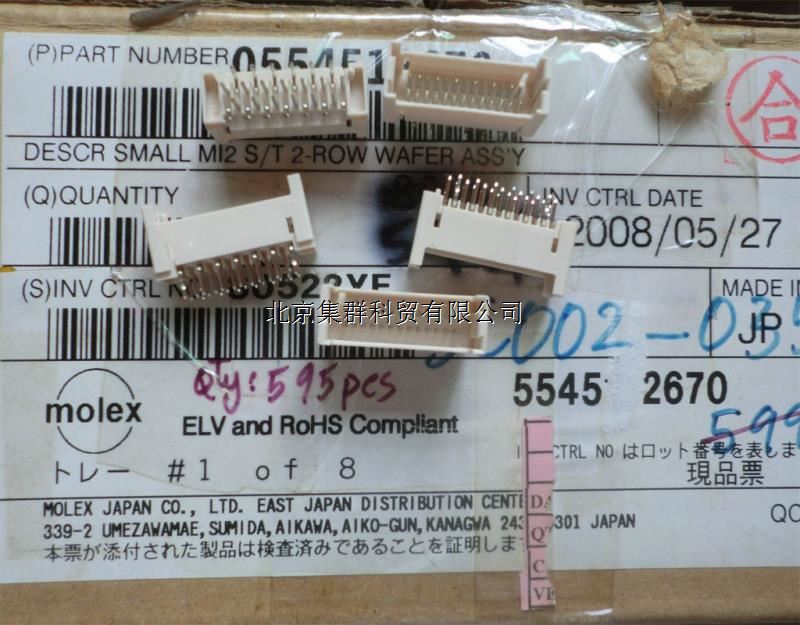 (P)PART NUMBER
DESCR SMALL MI2 S/T 2-ROW WAFER ASS'Y
合
(Q)QUANTITY
INV CTRL DATE
2008/05/27
(S)INV CTRL NO
MADE IN
JP
北京集群科贸有限公司
Qty: 595pcs
5545 2670
molex
ELV and RoHS Compliant
CTRL NO はロット番号を表しま
トレー #1 of 8
現品票
MOLEX JAPAN CO., LTD. EAST JAPAN DISTRIBUTION CENTE
339-2 UMEZAWAMAE, SUMIDA, AIKAWA, AIKO-GUN, KANAGWA 243 301 JAPAN
本票が添付された製品は検査済みであることを証明しま
QC